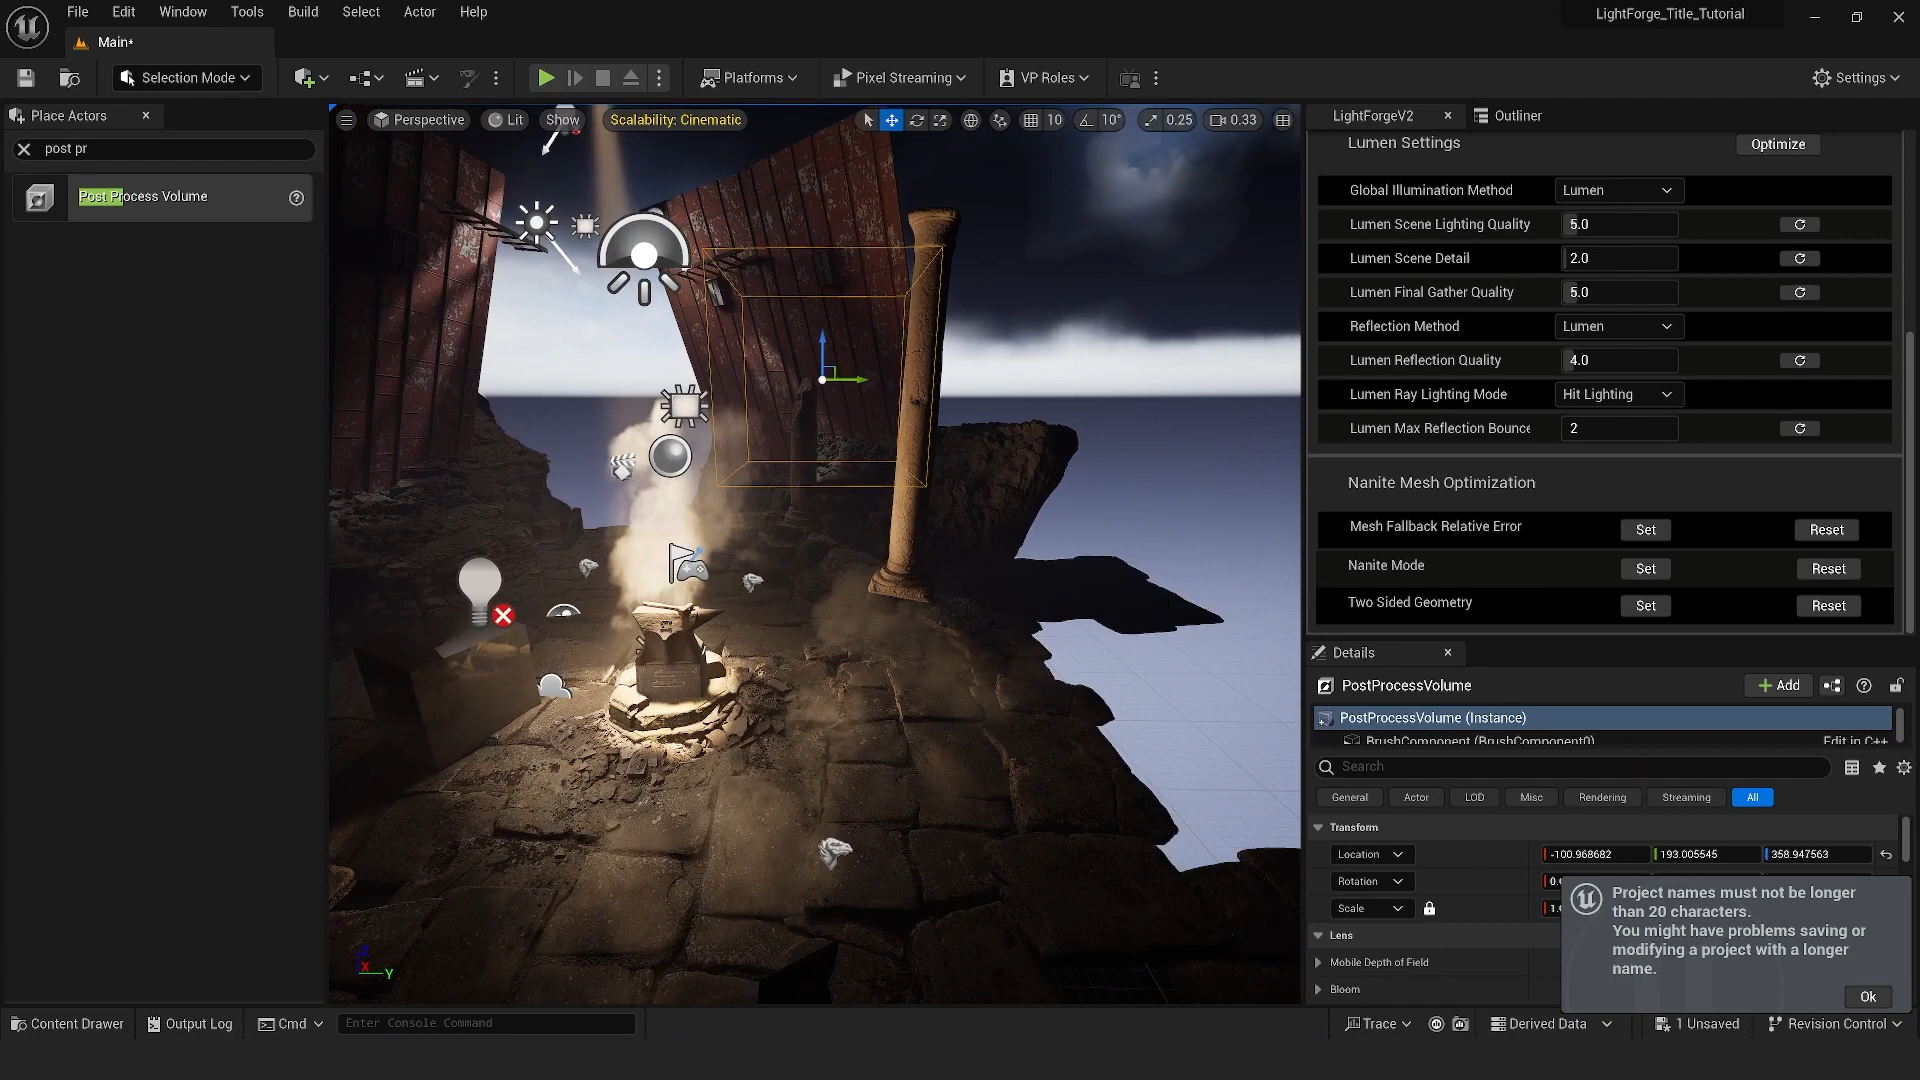 File Edit Window Tools Build Select Actor Help
LightForge_Title_Tutorial
Main*
Selection Mode
Platforms
Pixel Streaming
VP Roles
Settings
Place Actors
post pr
Post Process Volume
Perspective
Lit
Show
Scalability: Cinematic
10
10°
0.25
0.33
LightForgeV2
Outliner
Lumen Settings
Optimize
Global Illumination Method
Lumen
Lumen Scene Lighting Quality
5.0
Lumen Scene Detail
2.0
Lumen Final Gather Quality
5.0
Reflection Method
Lumen
Lumen Reflection Quality
4.0
Lumen Ray Lighting Mode
Hit Lighting
Lumen Max Reflection Bounce
2
Nanite Mesh Optimization
Mesh Fallback Relative Error
Set
Reset
Nanite Mode
Set
Reset
Two Sided Geometry
Set
Reset
Details
PostProcessVolume
Add
PostProcessVolume (Instance)
BrushComponent (BrushComponent0)
Edit in C++
Search
General
Actor
LOD
Misc
Rendering
Streaming
All
Transform
Location
-100.968682
193.005545
358.947563
Rotation
Scale
Lens
Mobile Depth of Field
Bloom
Project names must not be longer
than 20 characters.
You might have problems saving or
modifying a project with a longer
name.
Ok
X
Y
Z
Content Drawer
Output Log
Cmd
Enter Console Command
Trace
Derived Data
1 Unsaved
Revision Control